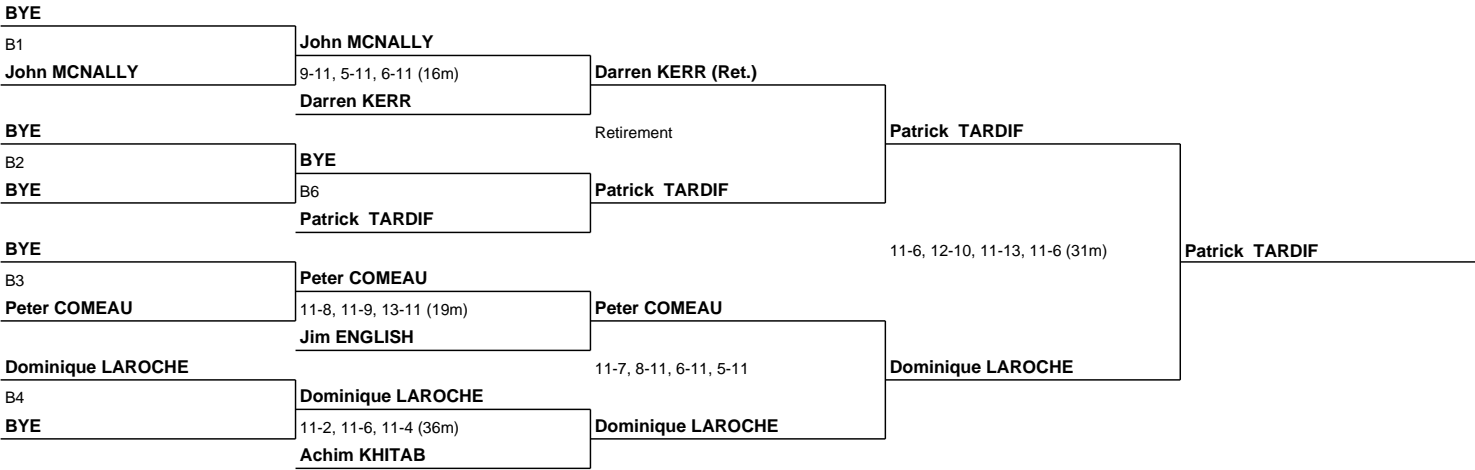 BYE
B1
John MCNALLY
John MCNALLY
9-11, 5-11, 6-11 (16m)
Darren KERR
Darren KERR (Ret.)
BYE
Retirement
Patrick TARDIF
B2
BYE
BYE
B6
Patrick TARDIF
Patrick TARDIF
BYE
11-6, 12-10, 11-13, 11-6 (31m)
Patrick TARDIF
B3
Peter COMEAU
Peter COMEAU
11-8, 11-9, 13-11 (19m)
Peter COMEAU
Jim ENGLISH
Dominique LAROCHE
11-7, 8-11, 6-11, 5-11
Dominique LAROCHE
B4
Dominique LAROCHE
BYE
11-2, 11-6, 11-4 (36m)
Dominique LAROCHE
Achim KHITAB